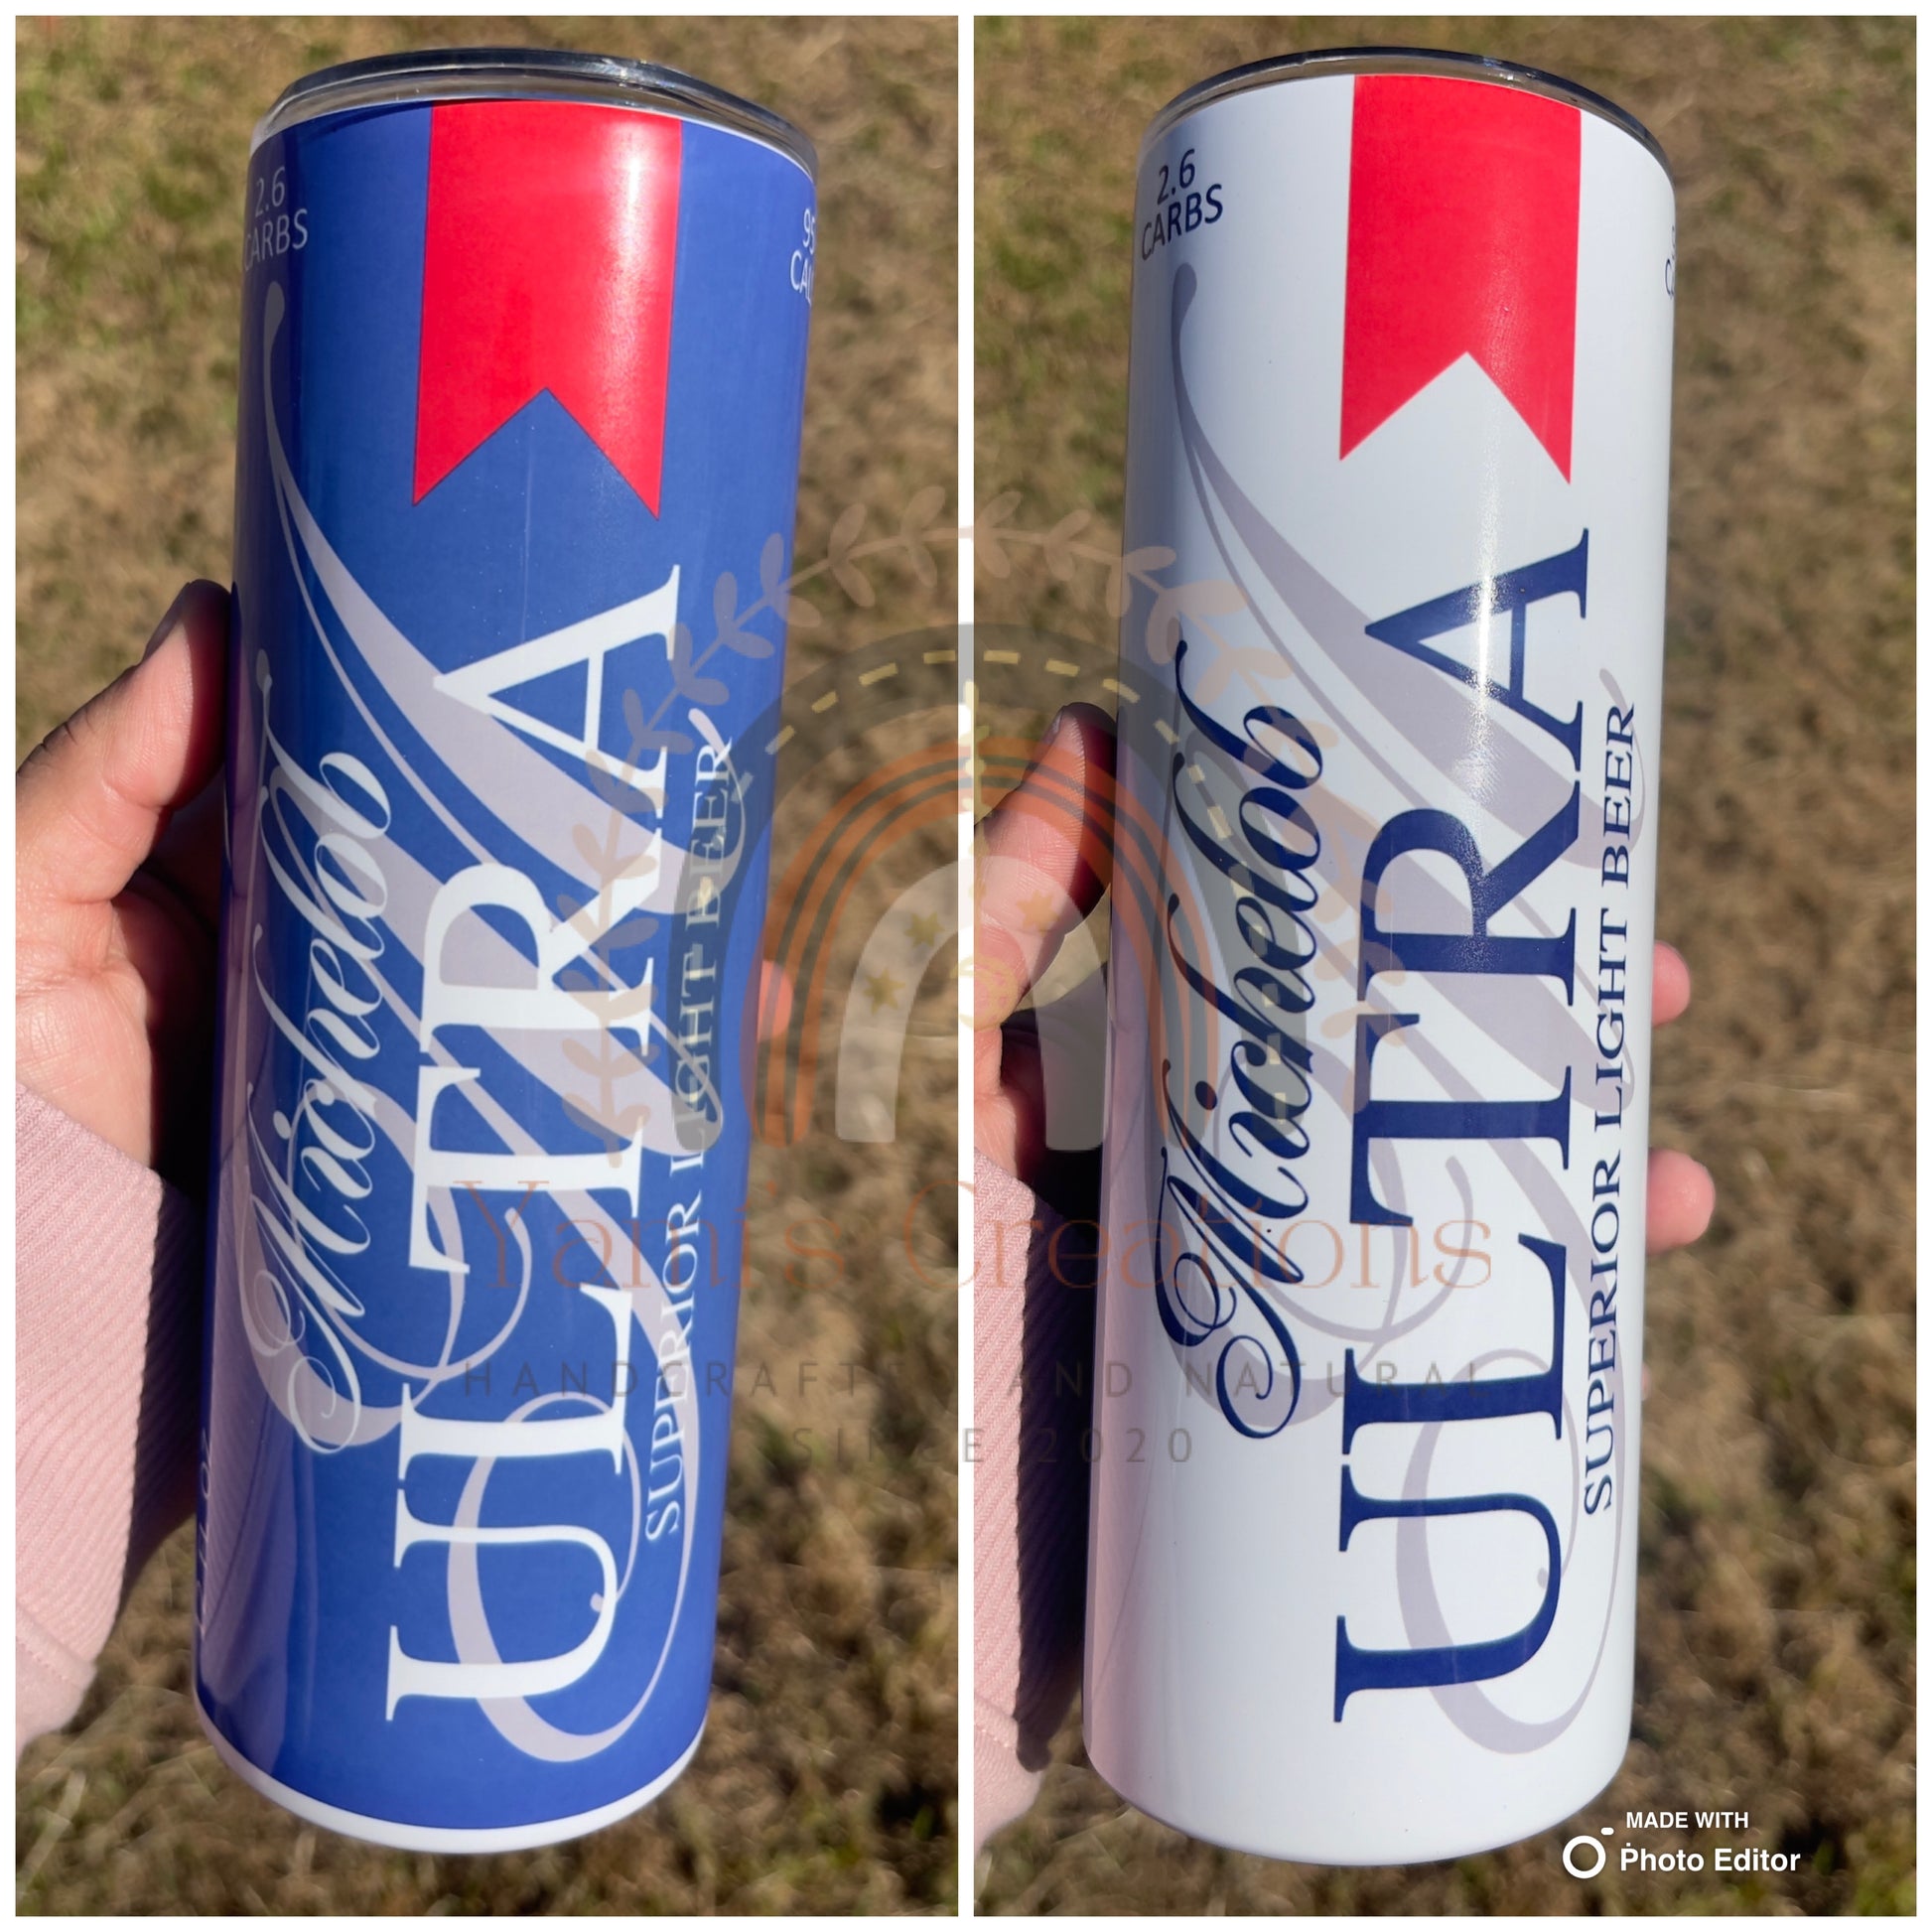 2.6
CARBS
Michelob
ULTRA
SUPERIOR LIGHT BEER
2.6
CARBS
Michelob
ULTRA
SUPERIOR LIGHT BEER
Yami's Creations
HANDCRAFTED AND NATURAL
SINCE 2020
MADE WITH
Photo Editor